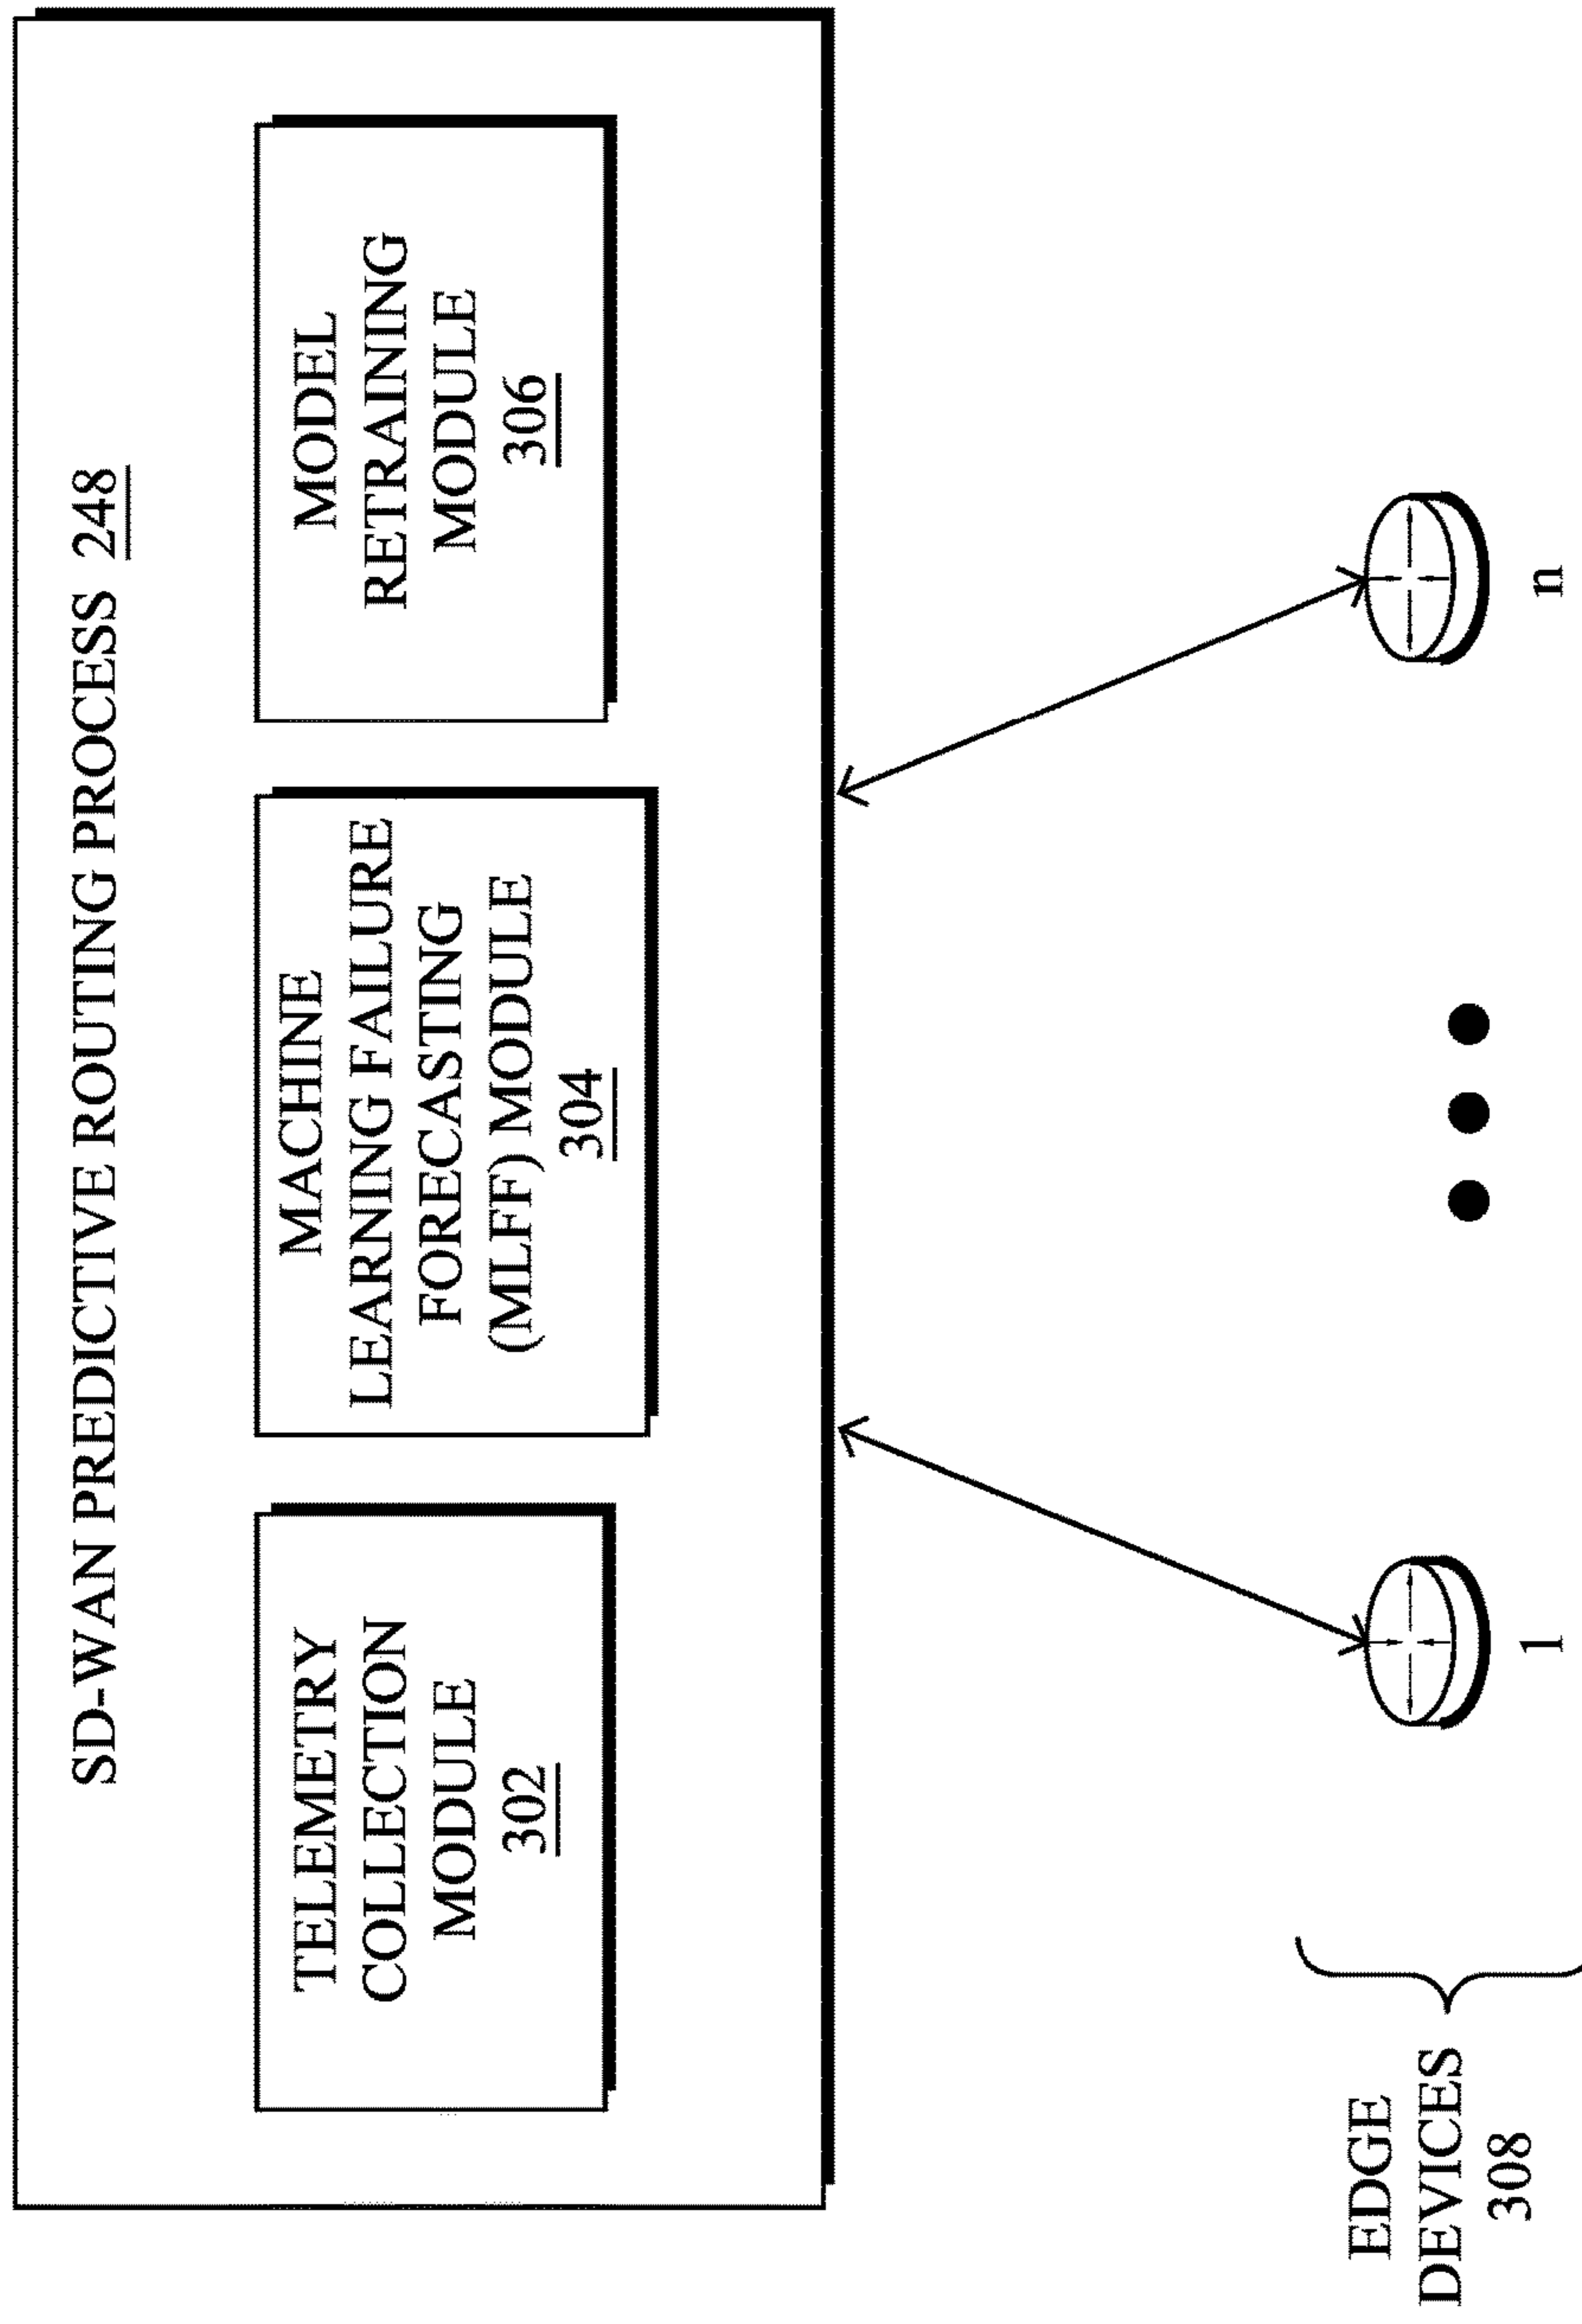 SD-WAN PREDICTIVE ROUTING PROCESS 248
TELEMETRY
COLLECTION
MODULE
302
MACHINE
LEARNING FAILURE
FORECASTING
(MLFF) MODULE
304
MODEL
RETRAINING
MODULE
306
EDGE
DEVICES
308
1
n